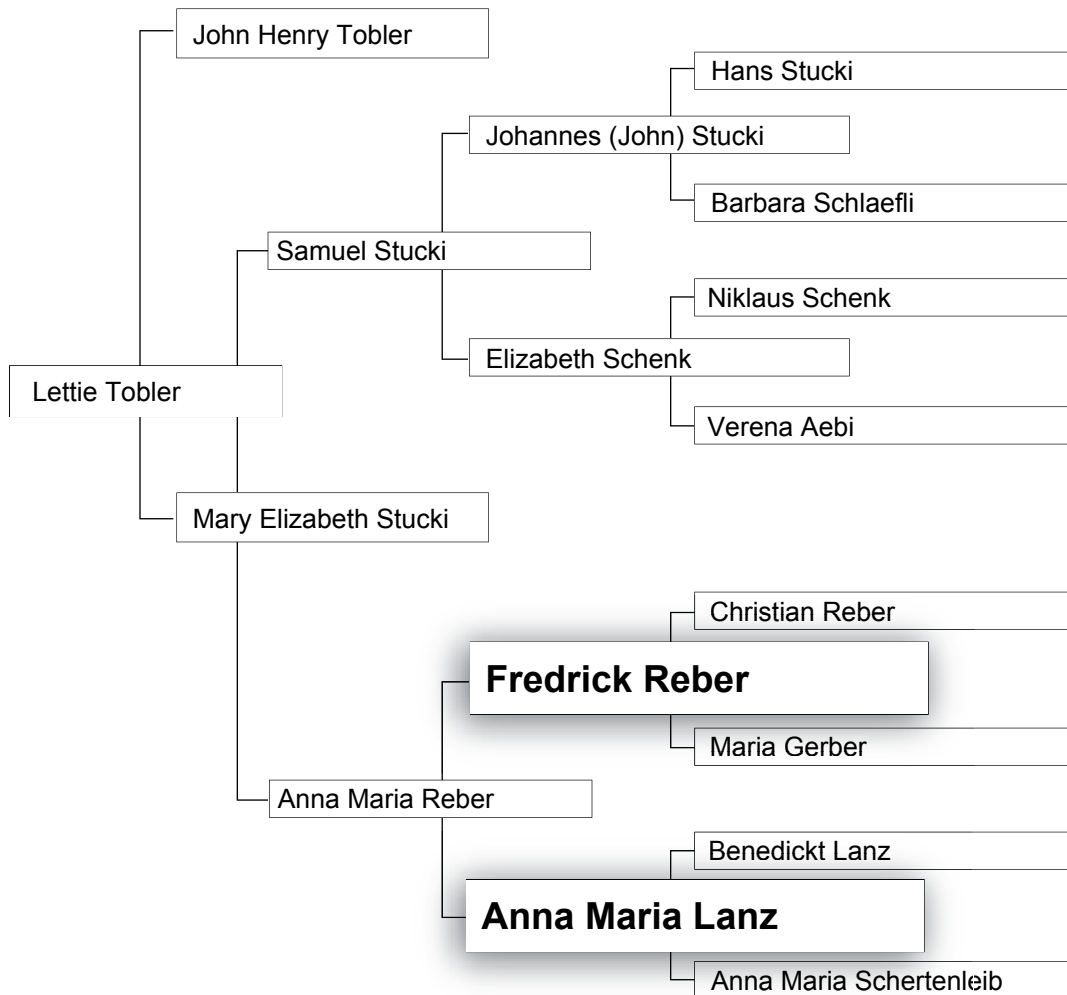 John Henry Tobler
Hans Stucki
Johannes (John) Stucki
Barbara Schlaefli
Samuel Stucki
Niklaus Schenk
Elizabeth Schenk
Lettie Tobler
Verena Aebi
Mary Elizabeth Stucki
Christian Reber
Fredrick Reber
Maria Gerber
Anna Maria Reber
Benedickt Lanz
Anna Maria Lanz
Anna Maria Schertenleib